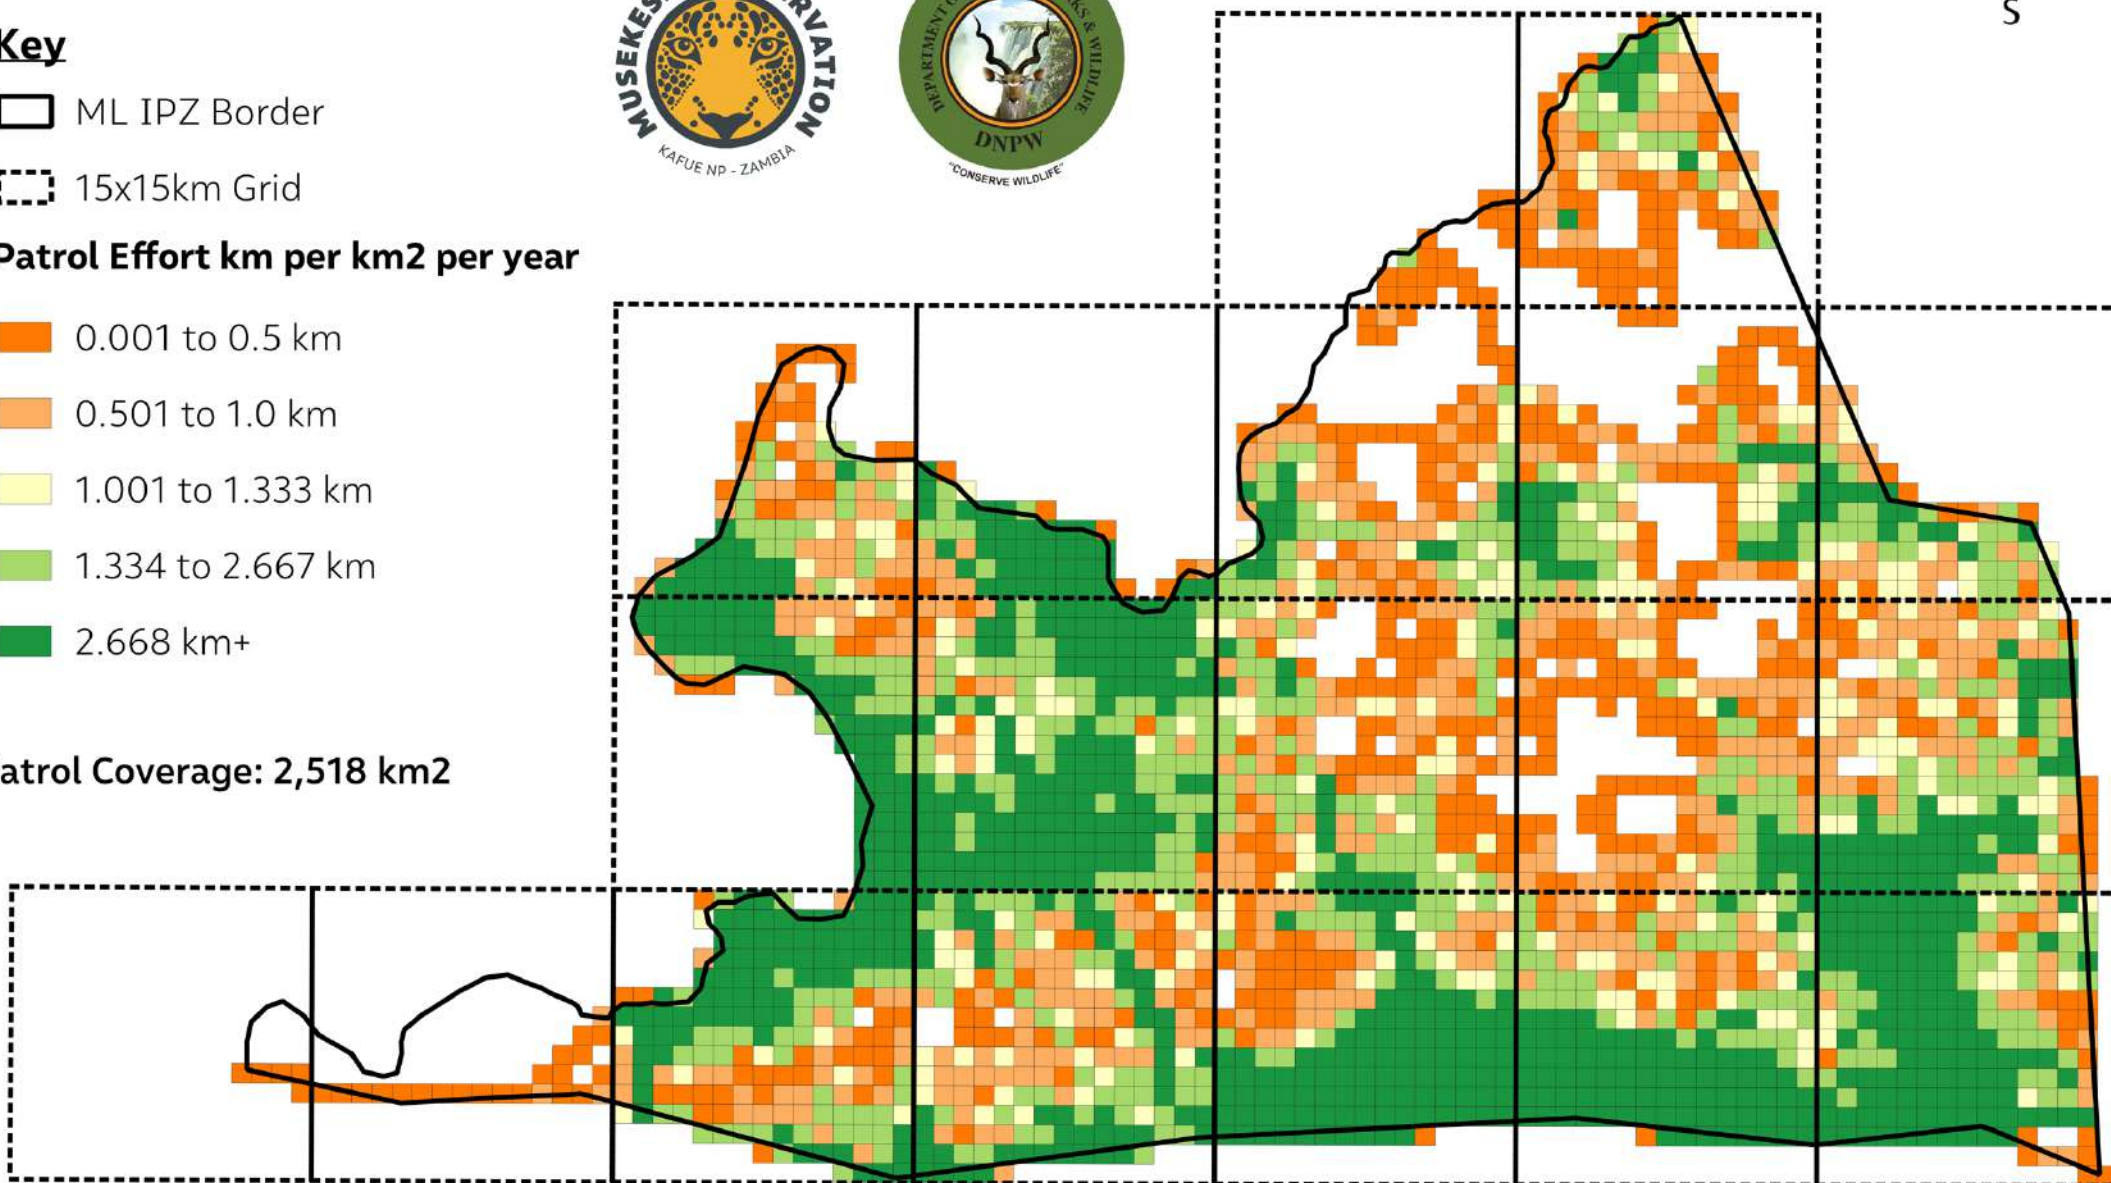 Key
ML IPZ Border
15x15km Grid
Patrol Effort km per km2 per year
0.001 to 0.5 km
0.501 to 1.0 km
1.001 to 1.333 km
1.334 to 2.667 km
2.668 km+
atrol Coverage: 2,518 km2
KAFUE NP - ZAMBIA
DNPW
"CONSERVE WILDLIFE"
S